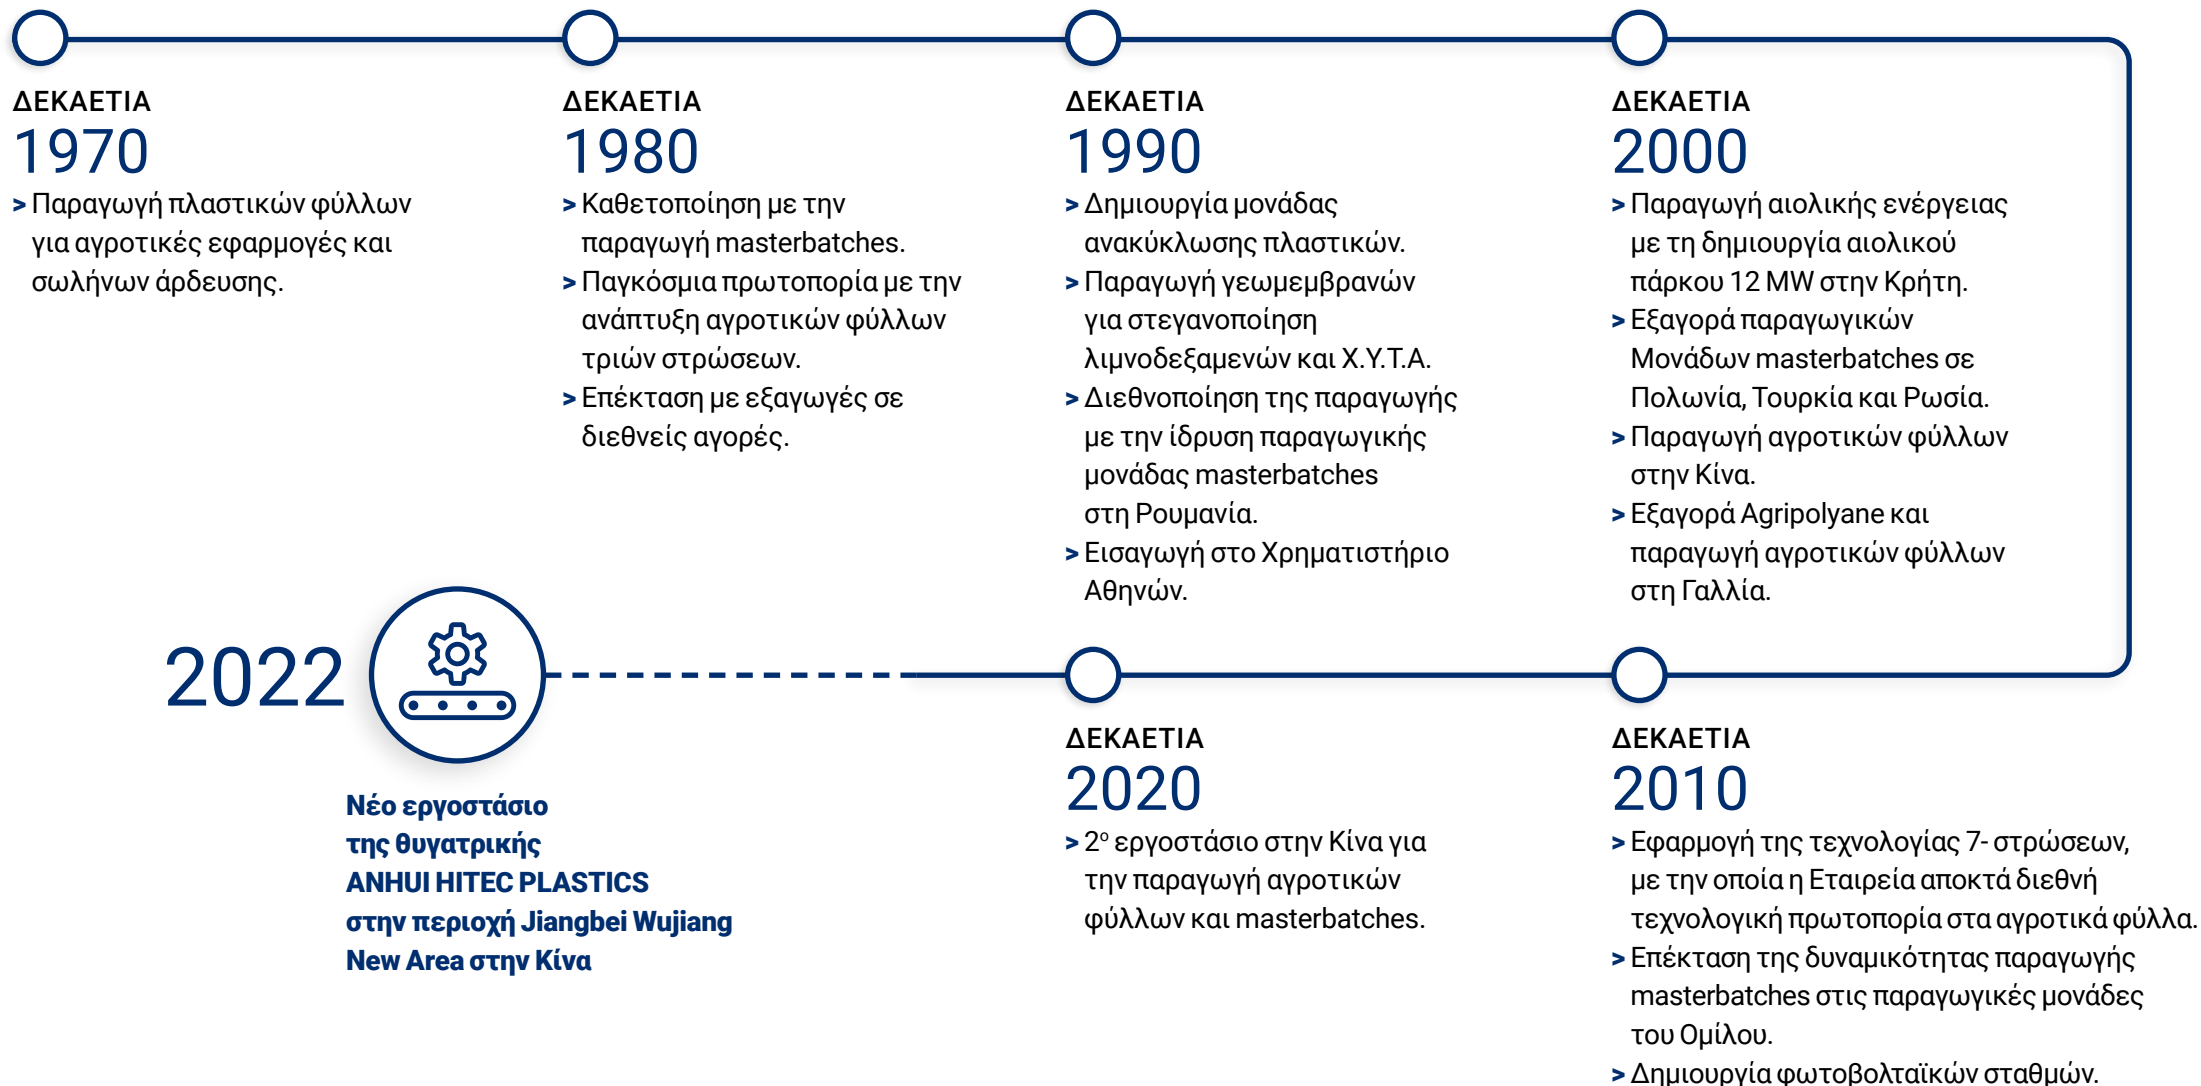 ΔΕΚΑΕΤΙΑ
1970
> Παραγωγή πλαστικών φύλλων
για αγροτικές εφαρμογές και
σωλήνων άρδευσης.
ΔΕΚΑΕΤΙΑ
1980
> Καθετοποίηση με την
παραγωγή masterbatches.
> Παγκόσμια πρωτοπορία με την
ανάπτυξη αγροτικών φύλλων
τριών στρώσεων.
> Επέκταση με εξαγωγές σε
διεθνείς αγορές.
ΔΕΚΑΕΤΙΑ
1990
> Δημιουργία μονάδας
ανακύκλωσης πλαστικών.
> Παραγωγή γεωμεμβρανών
για στεγανοποίηση
λιμνοδεξαμενών και Χ.Υ.Τ.Α.
> Διεθνοποίηση της παραγωγής
με την ίδρυση παραγωγικής
μονάδας masterbatches
στη Ρουμανία.
> Εισαγωγή στο Χρηματιστήριο
Αθηνών.
ΔΕΚΑΕΤΙΑ
2000
> Παραγωγή αιολικής ενέργειας
με τη δημιουργία αιολικού
πάρκου 12 MW στην Κρήτη.
> Εξαγορά παραγωγικών
Μονάδων masterbatches σε
Πολωνία, Τουρκία και Ρωσία.
> Παραγωγή αγροτικών φύλλων
στην Κίνα.
> Εξαγορά Agripolyane και
παραγωγή αγροτικών φύλλων
στη Γαλλία.
ΔΕΚΑΕΤΙΑ
2010
> Εφαρμογή της τεχνολογίας 7- στρώσεων,
με την οποία η Εταιρεία αποκτά διεθνή
τεχνολογική πρωτοπορία στα αγροτικά φύλλα.
> Επέκταση της δυναμικότητας παραγωγής
masterbatches στις παραγωγικές μονάδες
του Ομίλου.
> Δημιουργία φωτοβολταϊκών σταθμών.
ΔΕΚΑΕΤΙΑ
2020
> 2ο εργοστάσιο στην Κίνα για
την παραγωγή αγροτικών
φύλλων και masterbatches.
2022
Νέο εργοστάσιο
της θυγατρικής
ANHUI HITEC PLASTICS
στην περιοχή Jiangbei Wujiang
New Area στην Κίνα